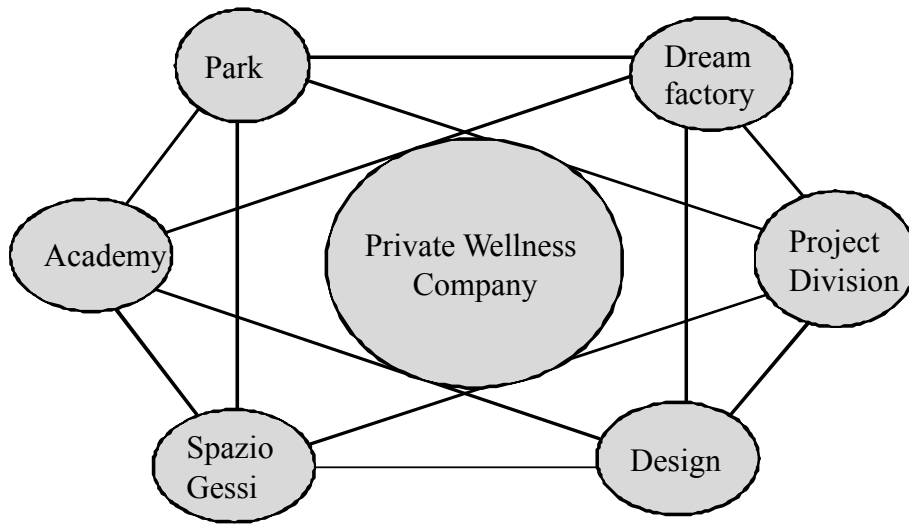 Park
Dream
factory
Academy
Private Wellness
Company
Project
Division
Spazio
Gessi
Design